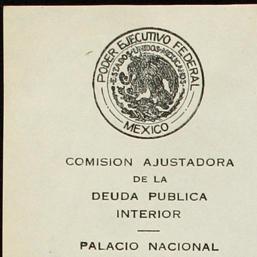 PODER EJECUTIVO FEDERAL
ESTADOS UNIDOS MEXICANOS
MEXICO
COMISION AJUSTADORA
DE LA
DEUDA PUBLICA
INTERIOR
PALACIO NACIONAL